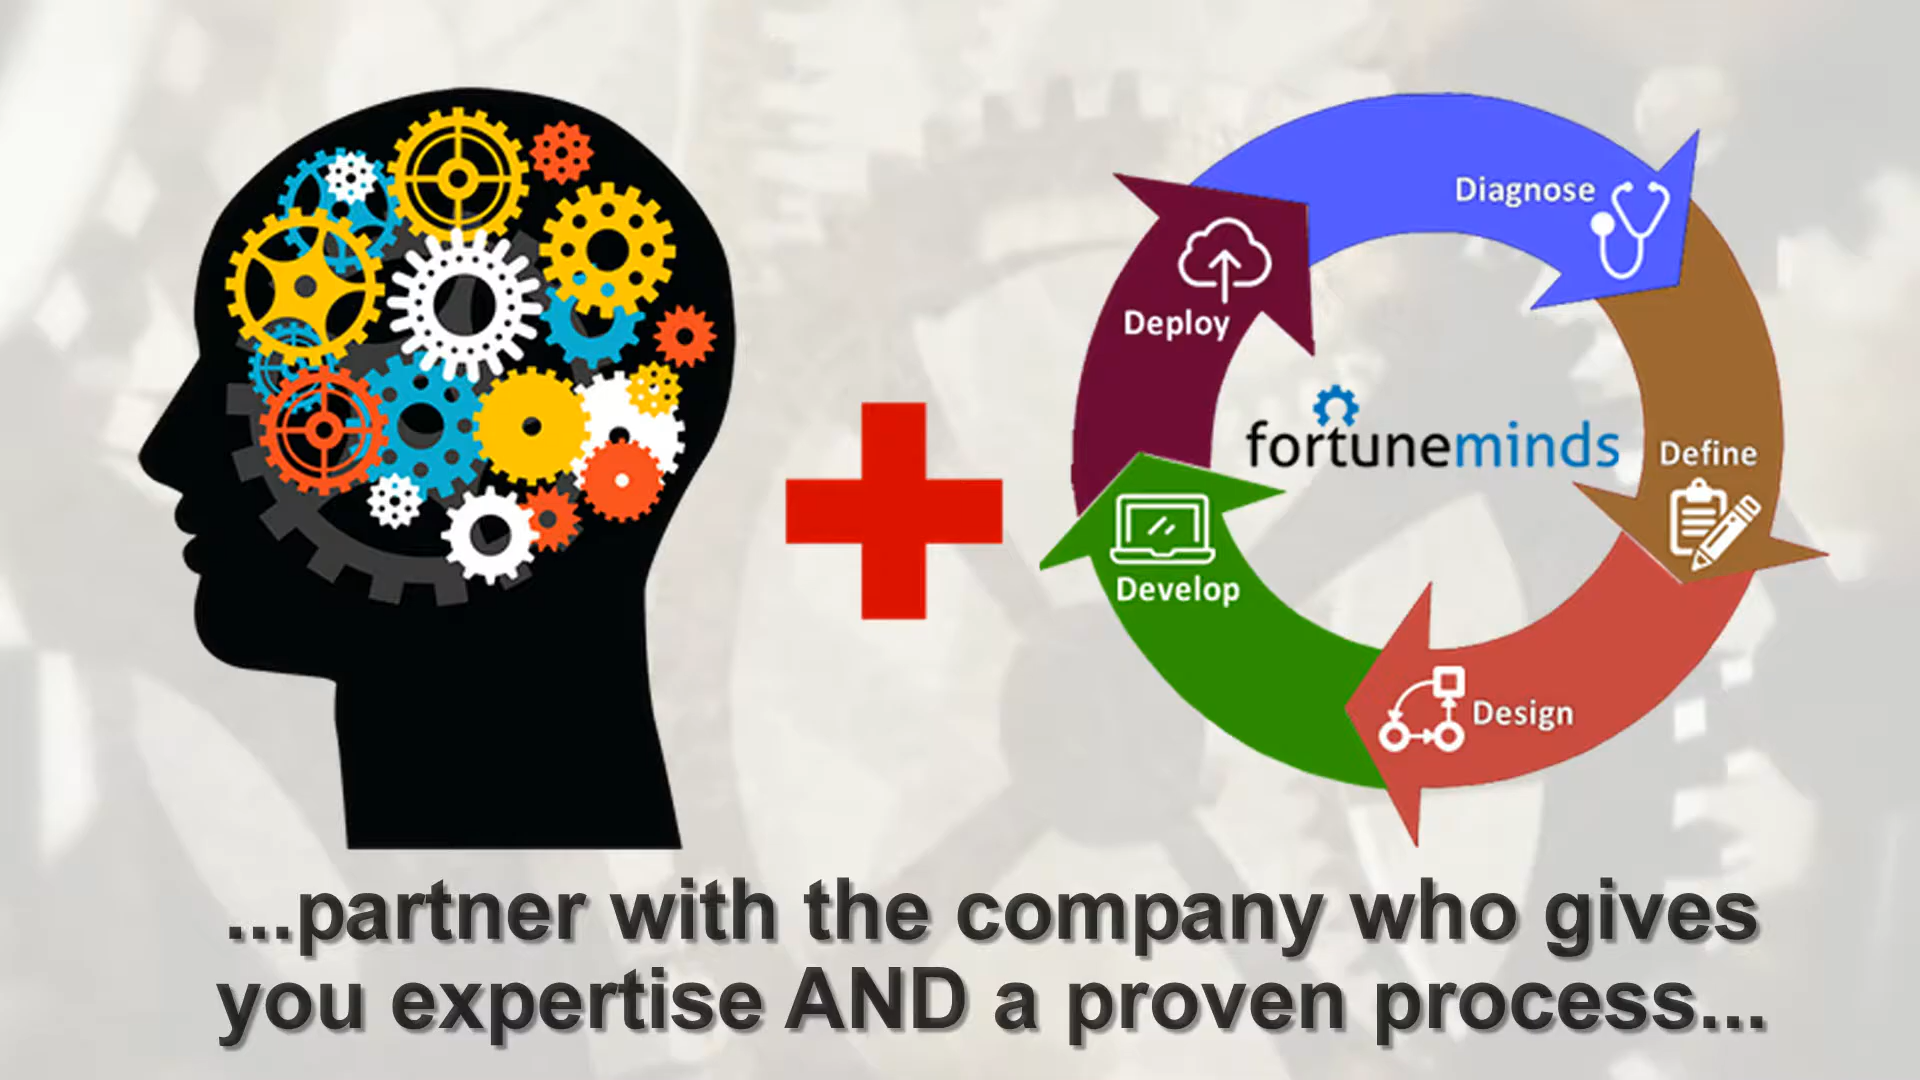 Diagnose
Deploy
fortuneminds
Define
Develop
Design
...partner with the company who gives
you expertise AND a proven process...